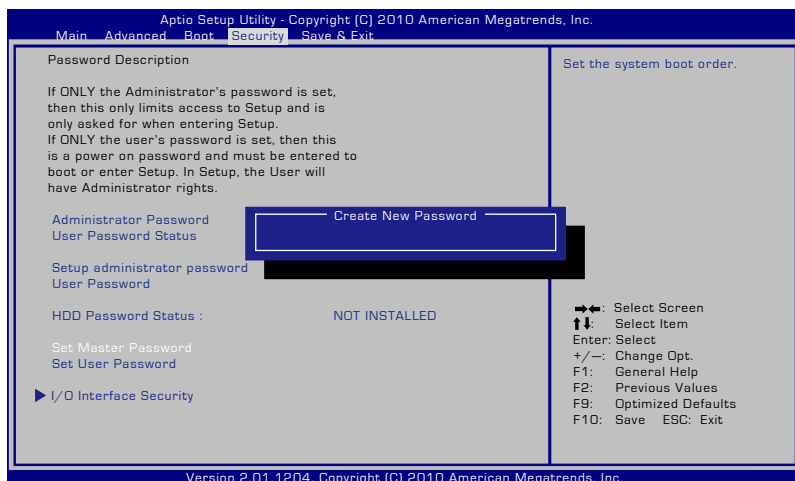 Aptio Setup Utility - Copyright (C) 2010 American Megatrends, Inc.
Main Advanced Boot Security Save & Exit
Password Description
If ONLY the Administrator's password is set,
then this only limits access to Setup and is
only asked for when entering Setup.
If ONLY the user's password is set, then this
is a power on password and must be entered to
boot or enter Setup. In Setup, the User will
have Administrator rights.
Administrator Password
User Password Status
Create New Password
Setup administrator password
User Password
HDD Password Status : NOT INSTALLED
Set Master Password
Set User Password
I/O Interface Security
Set the system boot order.
→←: Select Screen
↑↓: Select Item
Enter: Select
+/—: Change Opt.
F1: General Help
F2: Previous Values
F9: Optimized Defaults
F10: Save ESC: Exit
Version 2.01.1204. Copyright (C) 2010 American Megatrends, Inc.